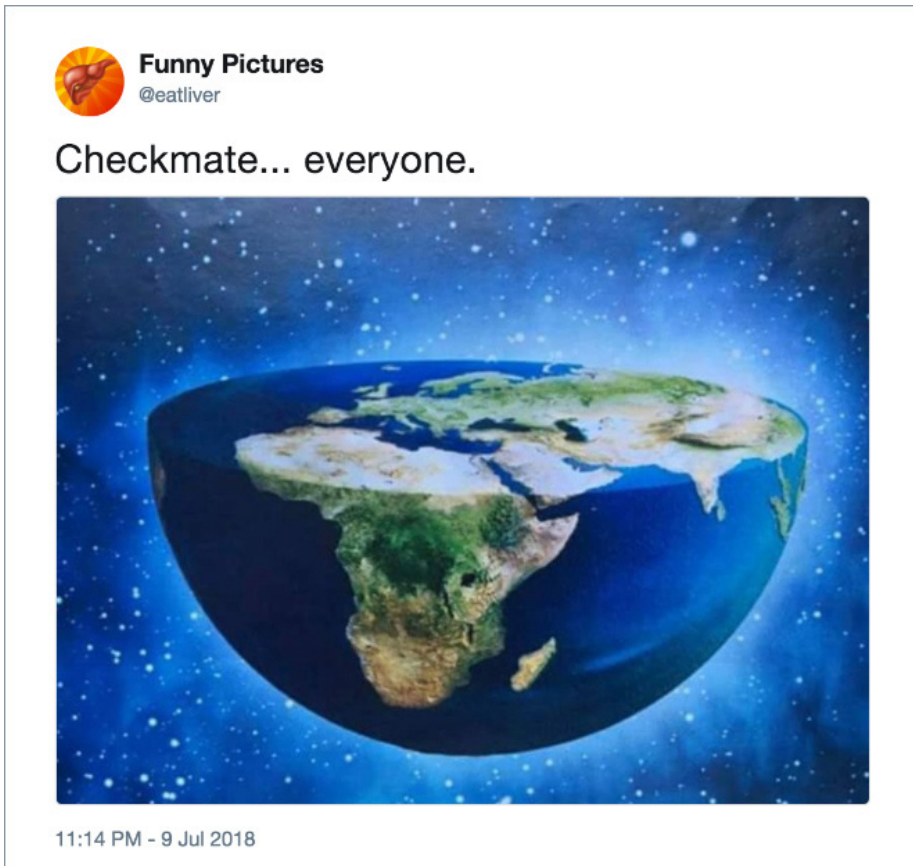 Funny Pictures
@eatliver
Checkmate... everyone.
11:14 PM - 9 Jul 2018